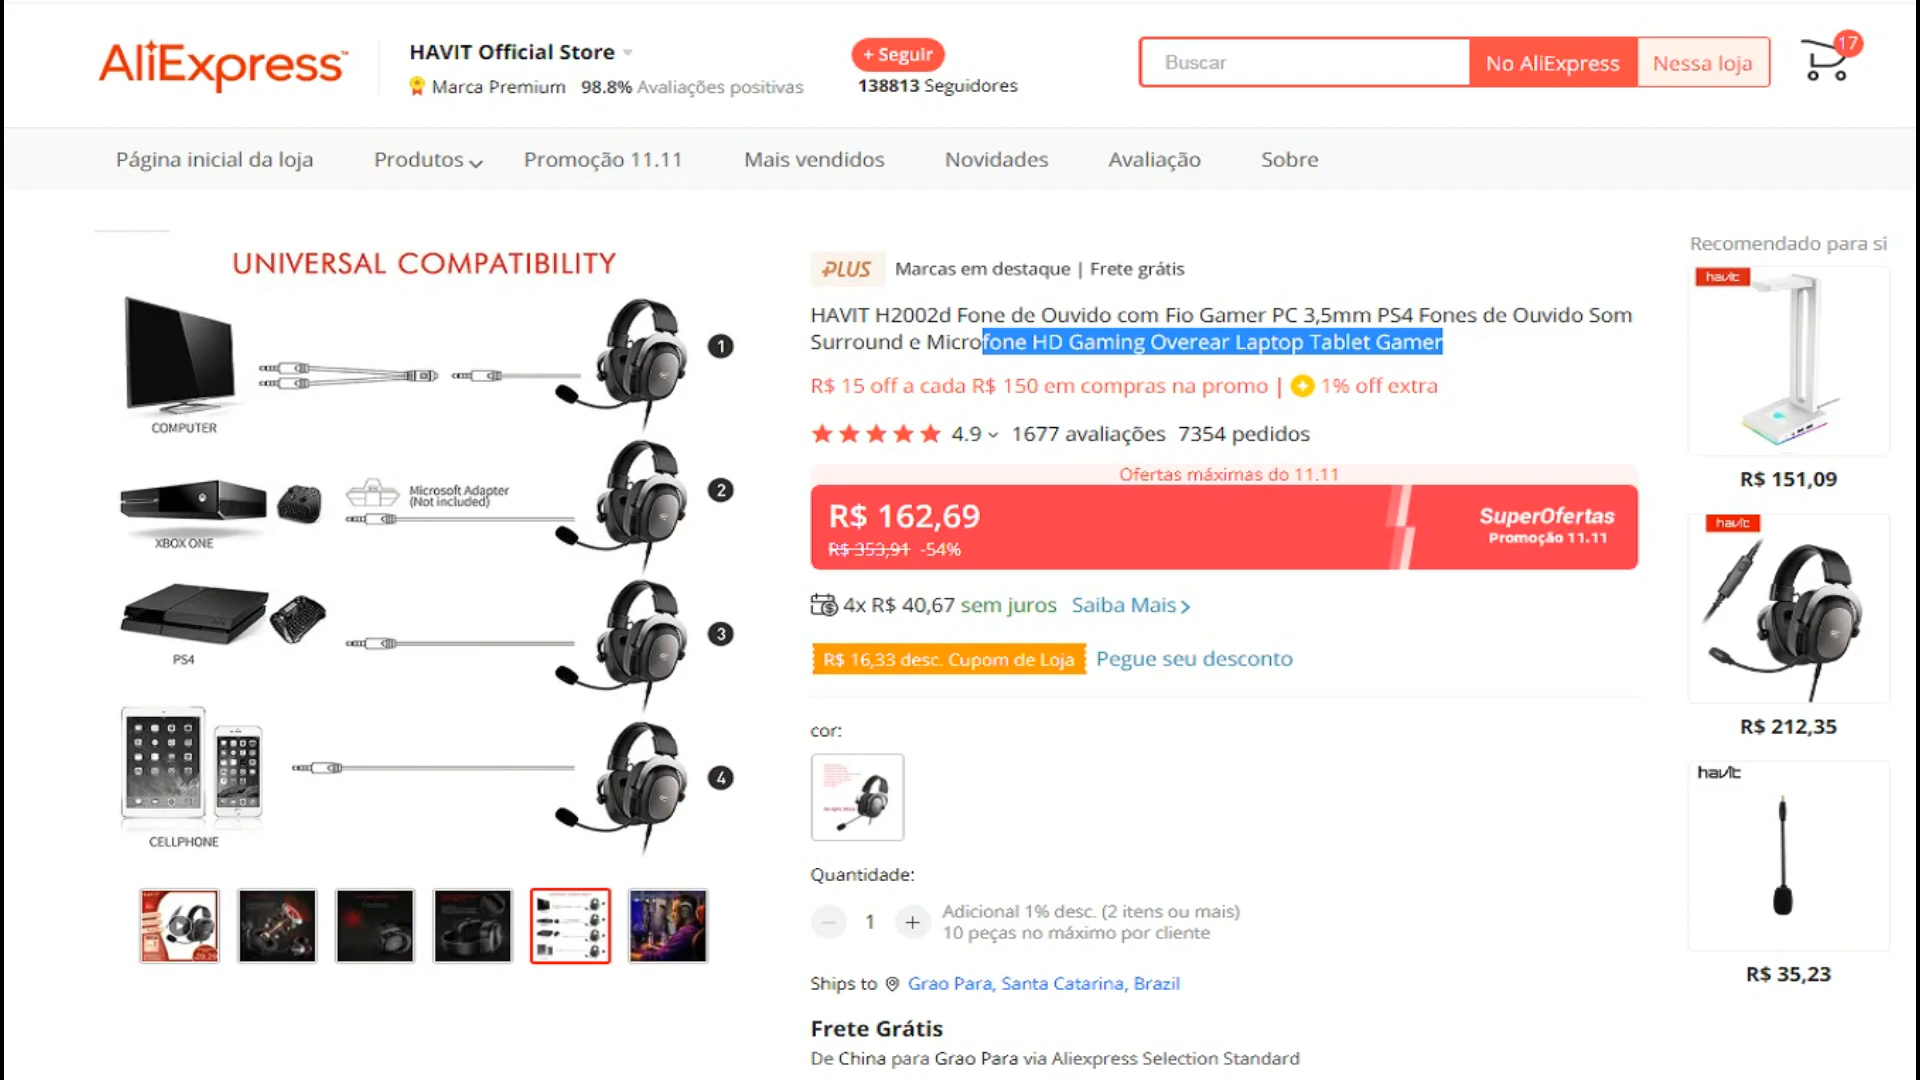 AliExpress
HAVIT Official Store
Marca Premium 98.8% Avaliações positivas
+ Seguir
138813 Seguidores
Buscar
No AliExpress
Nessa loja
17
Página inicial da loja
Produtos
Promoção 11.11
Mais vendidos
Novidades
Avaliação
Sobre
UNIVERSAL COMPATIBILITY
COMPUTER
1
XBOX ONE
Microsoft Adapter
(Not included)
2
PS4
3
CELLPHONE
4
PLUS Marcas em destaque | Frete grátis
HAVIT H2002d Fone de Ouvido com Fio Gamer PC 3,5mm PS4 Fones de Ouvido Som
Surround e Microfone HD Gaming Overear Laptop Tablet Gamer
R$ 15 off a cada R$ 150 em compras na promo | 1% off extra
4.9 1677 avaliações 7354 pedidos
Ofertas máximas do 11.11
R$ 162,69
R$ 353,91 -54%
SuperOfertas
Promoção 11.11
4x R$ 40,67 sem juros Saiba Mais
R$ 16,33 desc. Cupom de Loja Pegue seu desconto
cor:
Quantidade:
1 +
Adicional 1% desc. (2 itens ou mais)
10 peças no máximo por cliente
Ships to Grao Para, Santa Catarina, Brazil
Frete Grátis
De China para Grao Para via Aliexpress Selection Standard
Recomendado para si
havit
R$ 151,09
havit
R$ 212,35
havit
R$ 35,23